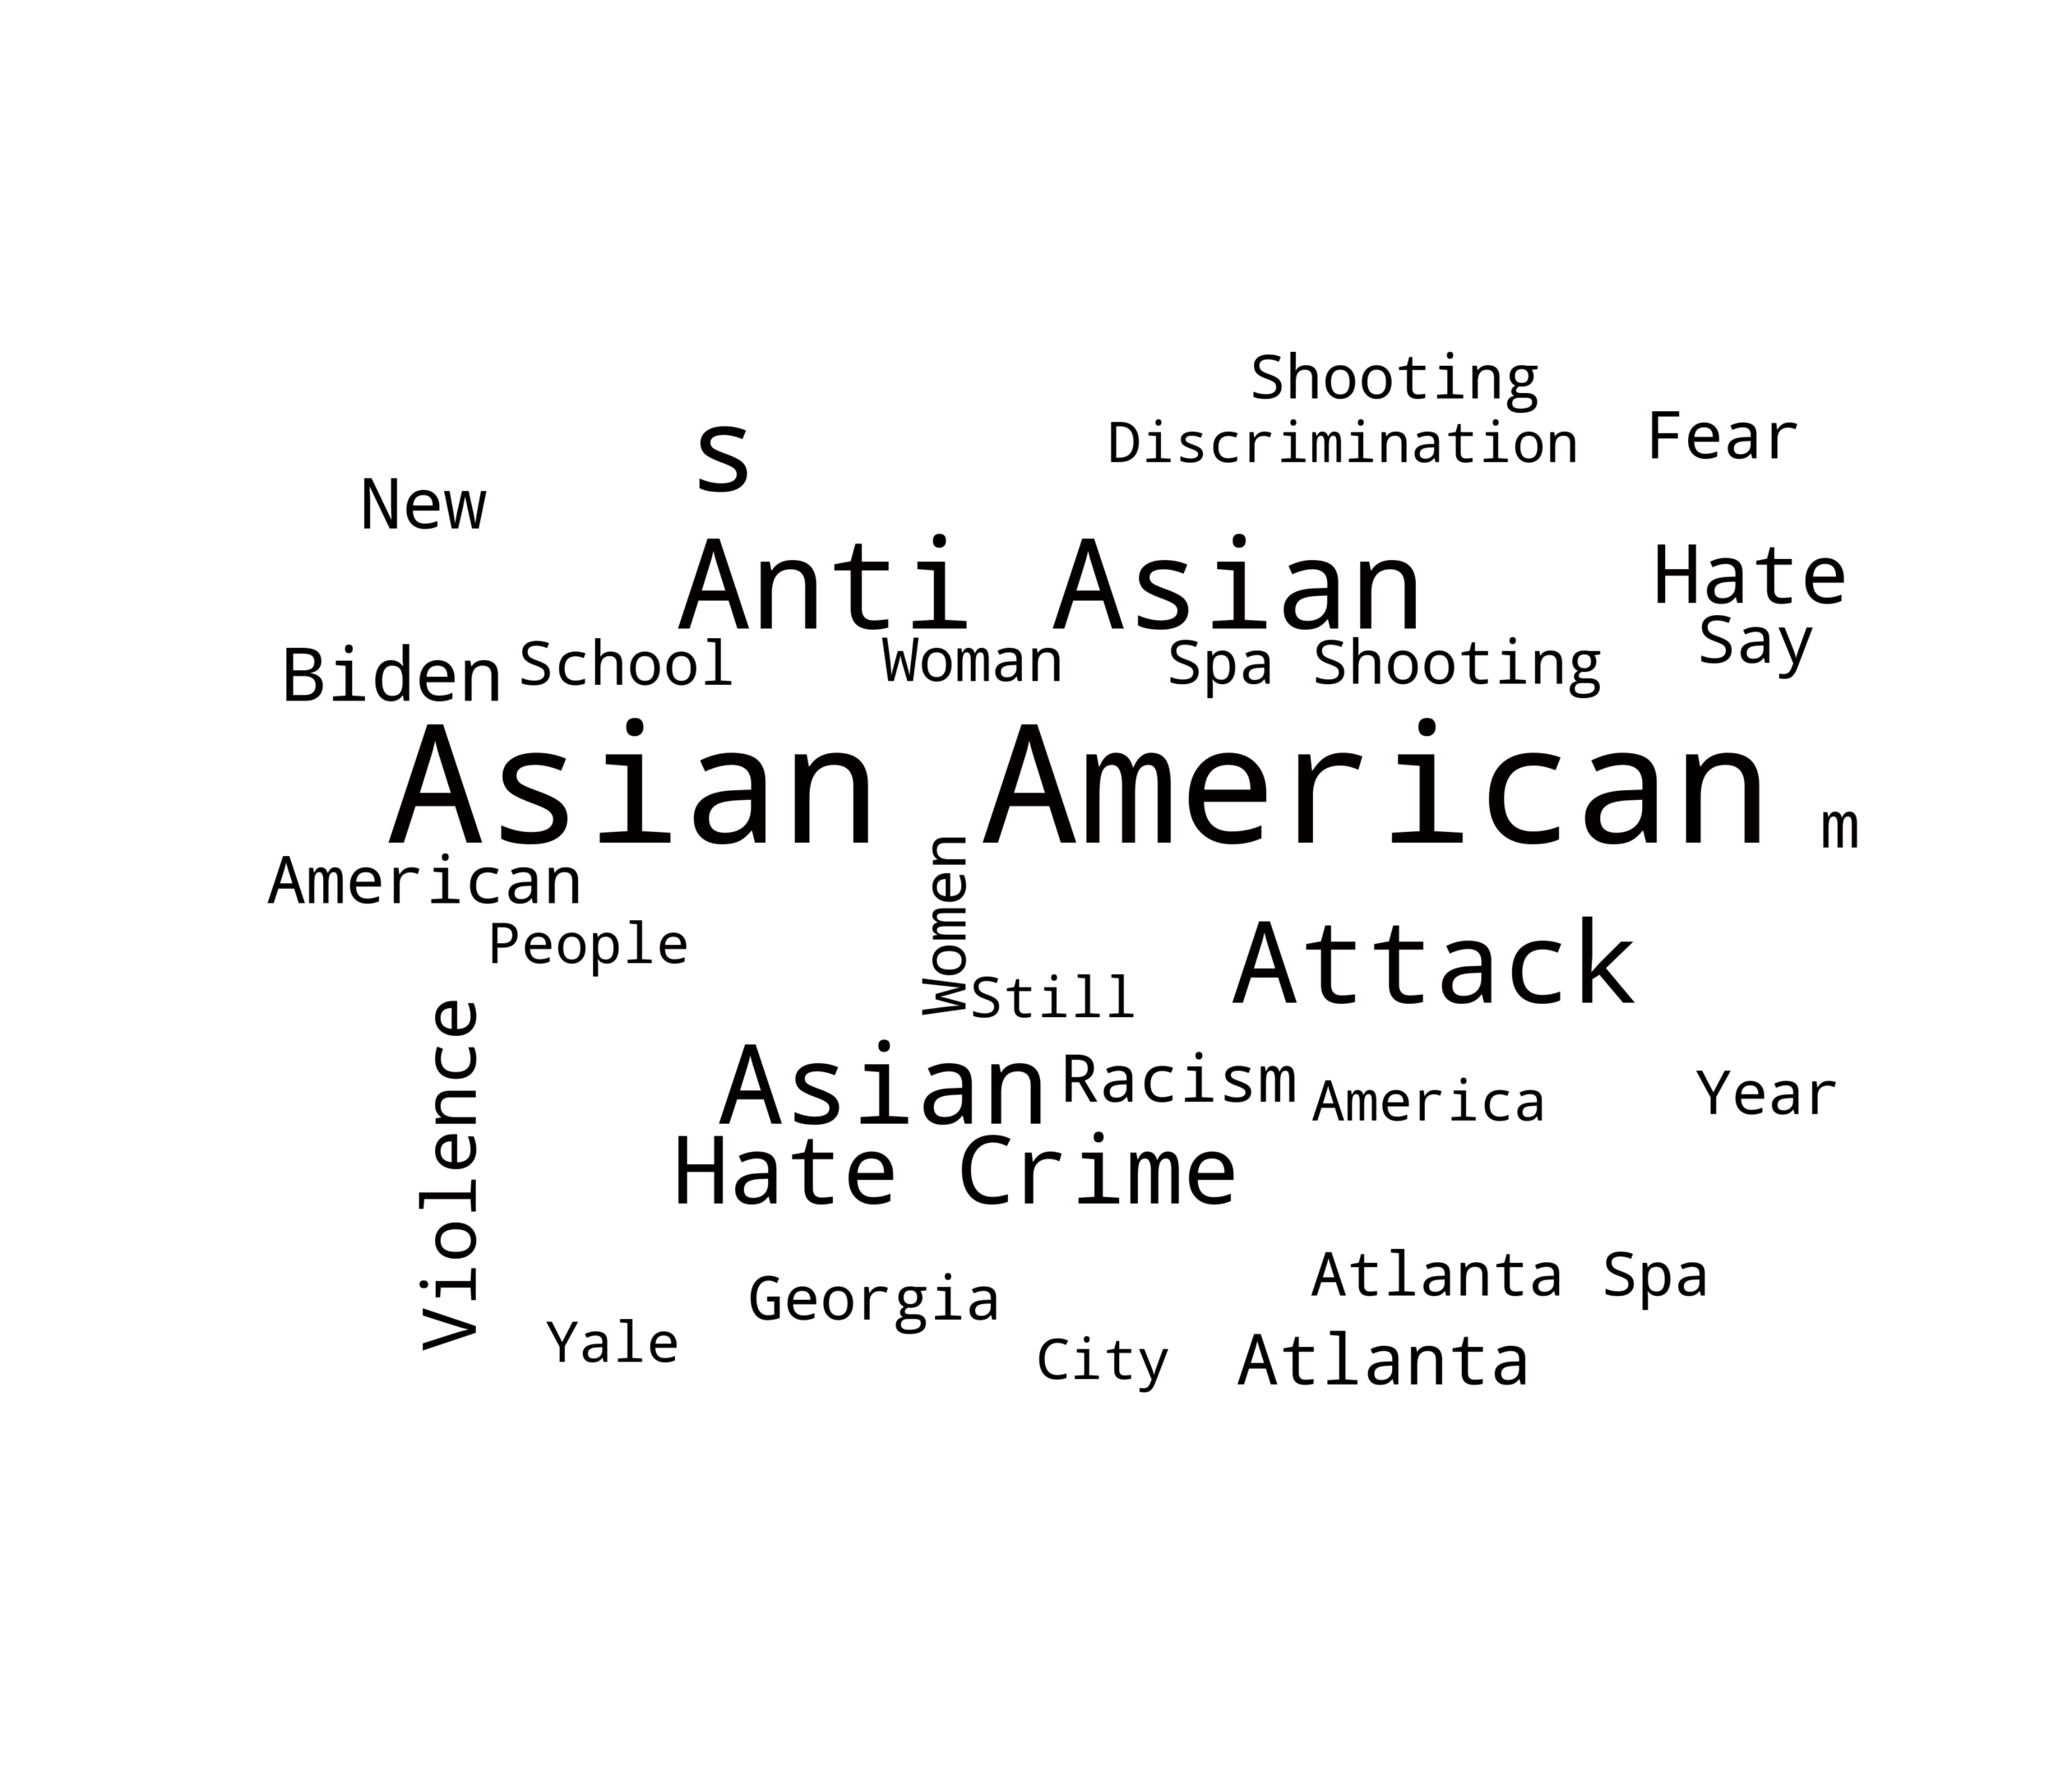 Shooting
Discrimination
Fear
s
New
Anti Asian
Hate
Say
Biden
School
Woman
Spa Shooting
Asian American
m
American
Women
People
Attack
Still
Violence
Asian
Racism
America
Year
Hate Crime
Georgia
Atlanta Spa
Yale
City
Atlanta